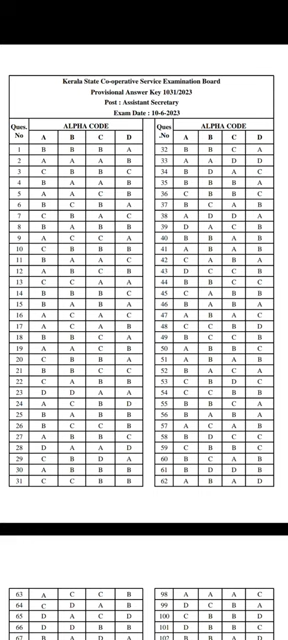 Kerala State Co-operative Service Examination Board
Provisional Answer Key 1031/2023
Post : Assistant Secretary
Exam Date : 10-6-2023
Ques. No ALPHA CODE Ques .No ALPHA CODE
A B C D A B C D
1 B B B A 32 B B C A
2 A A A B 33 A A D D
3 C B B C 34 B D A C
4 B A A B 35 B B B A
5 A A C B 36 C B B C
6 B C B A 37 B C A B
7 C B A C 38 A D D A
8 B A B B 39 D A C B
9 A C C A 40 B B A B
10 C B B B 41 A B A B
11 B A A C 42 C A B A
12 A B C B 43 D C C B
13 C C A A 44 B B C C
14 B B B C 45 C A B B
15 B A B A 46 B A B A
16 A C A C 47 A B A C
17 A C A B 48 C C B D
18 B B C A 49 B C C B
19 A A C B 50 A B B C
20 C B B A 51 A B A B
21 B B C C 52 B A C A
22 C A B B 53 C B D C
23 D D A A 54 C C B B
24 A C B D 55 B B C A
25 B A B B 56 B A B A
26 B C C B 57 A C A B
27 A B B C 58 B D C C
28 D A A D 59 C B B C
29 C B D A 60 B C A B
30 A B B B 61 B D D B
31 C C B B 62 A B A D
63 A C C B 98 A A A C
64 C D A B 99 D C B A
65 D A C D 100 C B B D
66 D D B B 101 D B B C
67 B A D A 102 B A D B